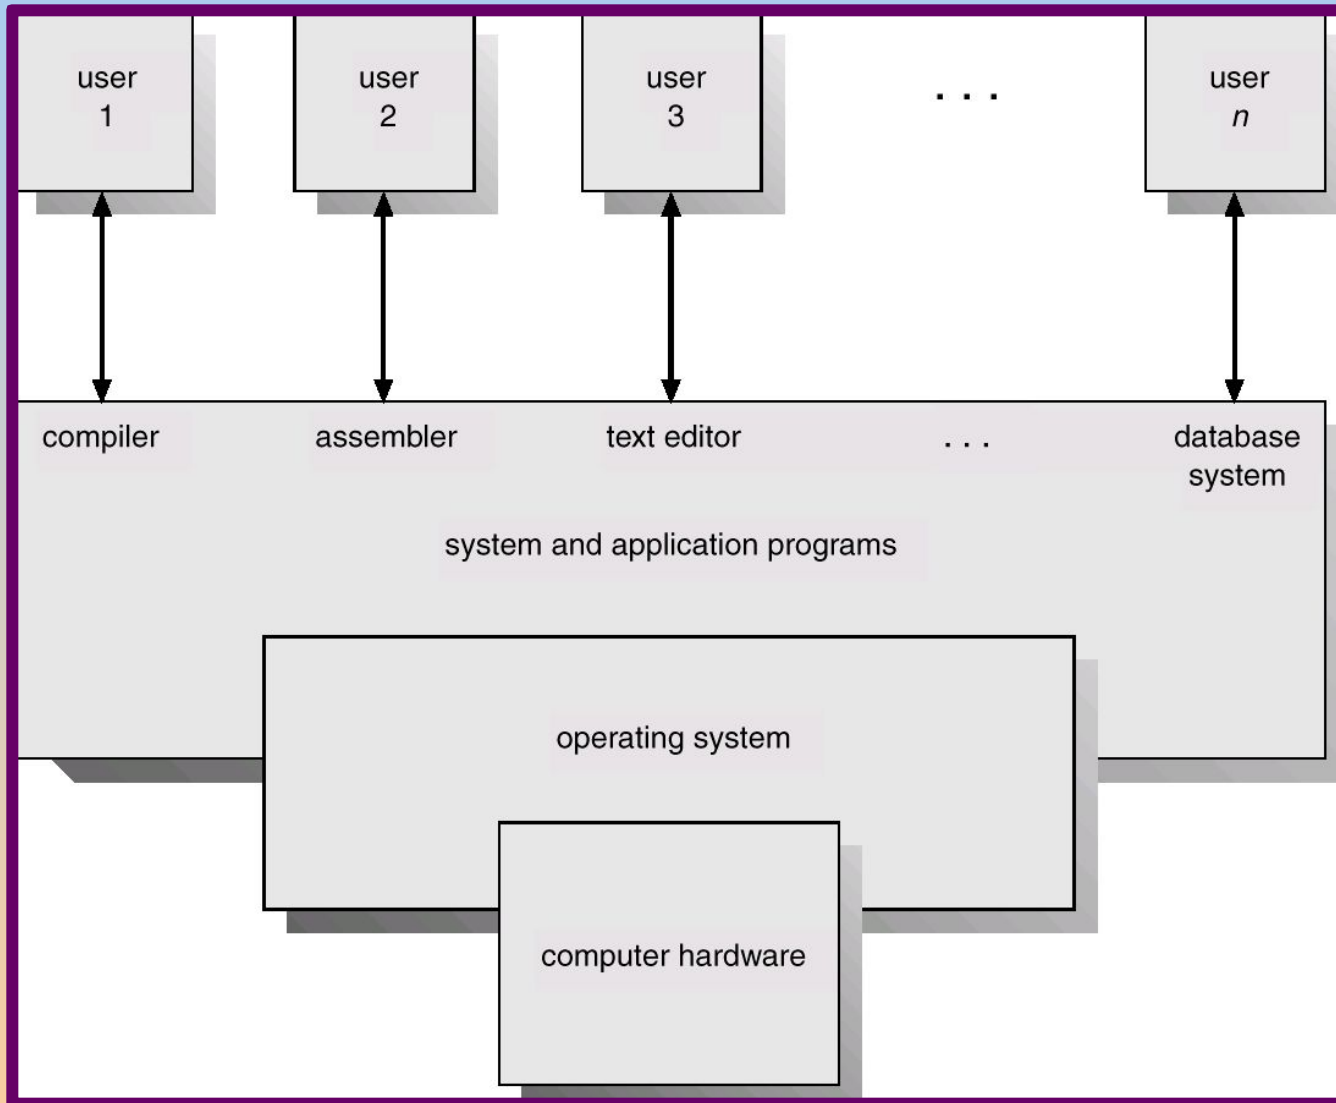 user
1
user
2
user
3
. . .
user
n
compiler
assembler
text editor
. . .
database
system
system and application programs
operating system
computer hardware